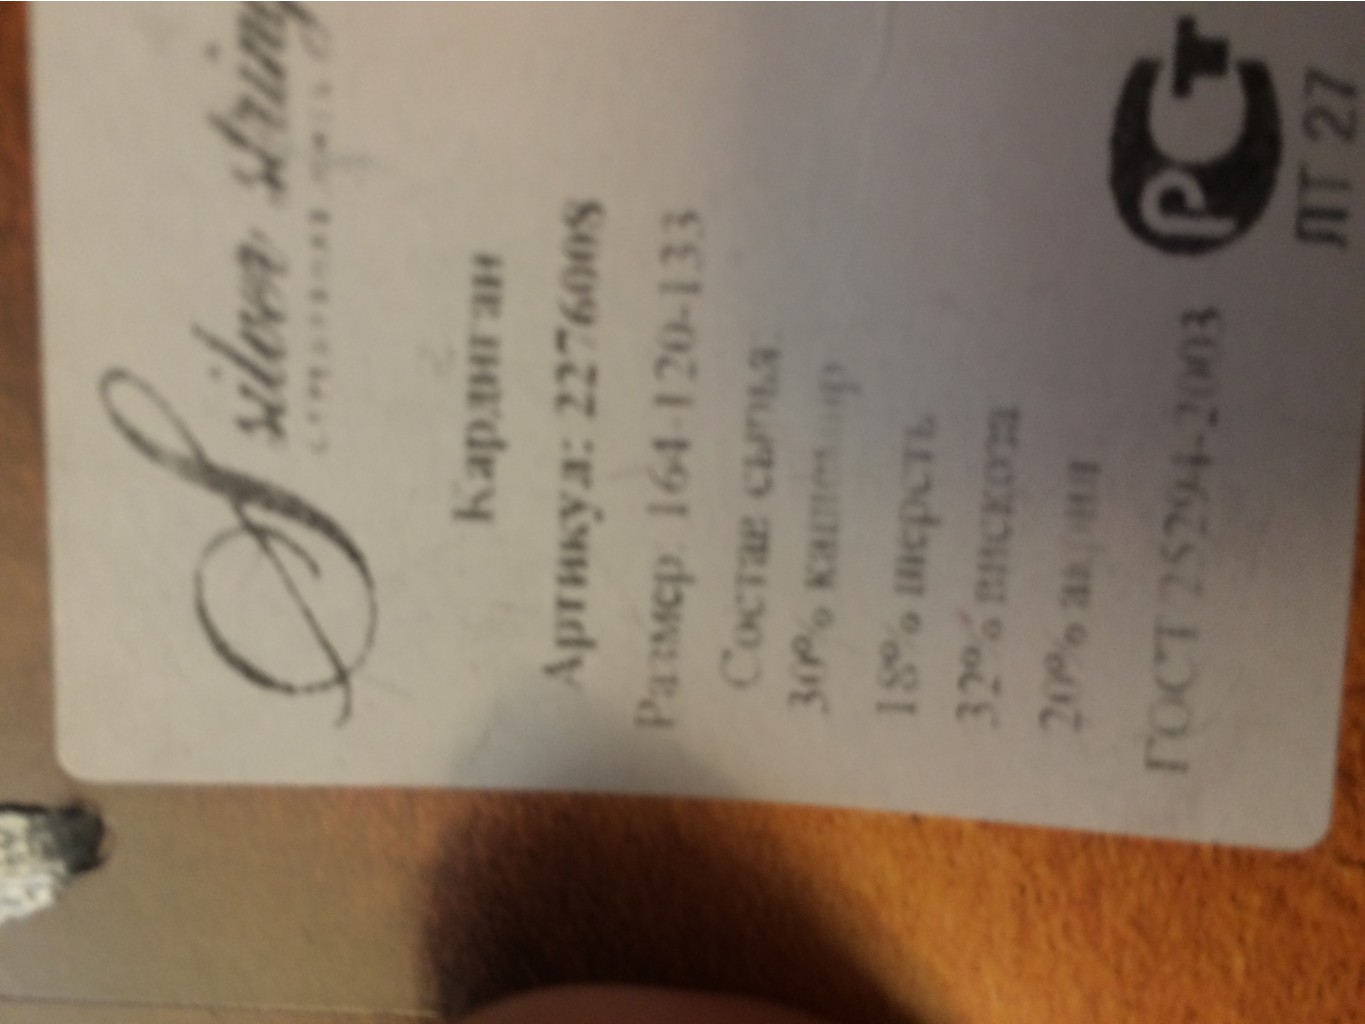 Silver string
Кардиган
Артикул: 2276008
Размер: 164-120-133
Состав сырья:
30% кашемир
18% шерсть
32% вискоза
20% акрил
ГОСТ 25294-2003
РСТ
ЛТ 27